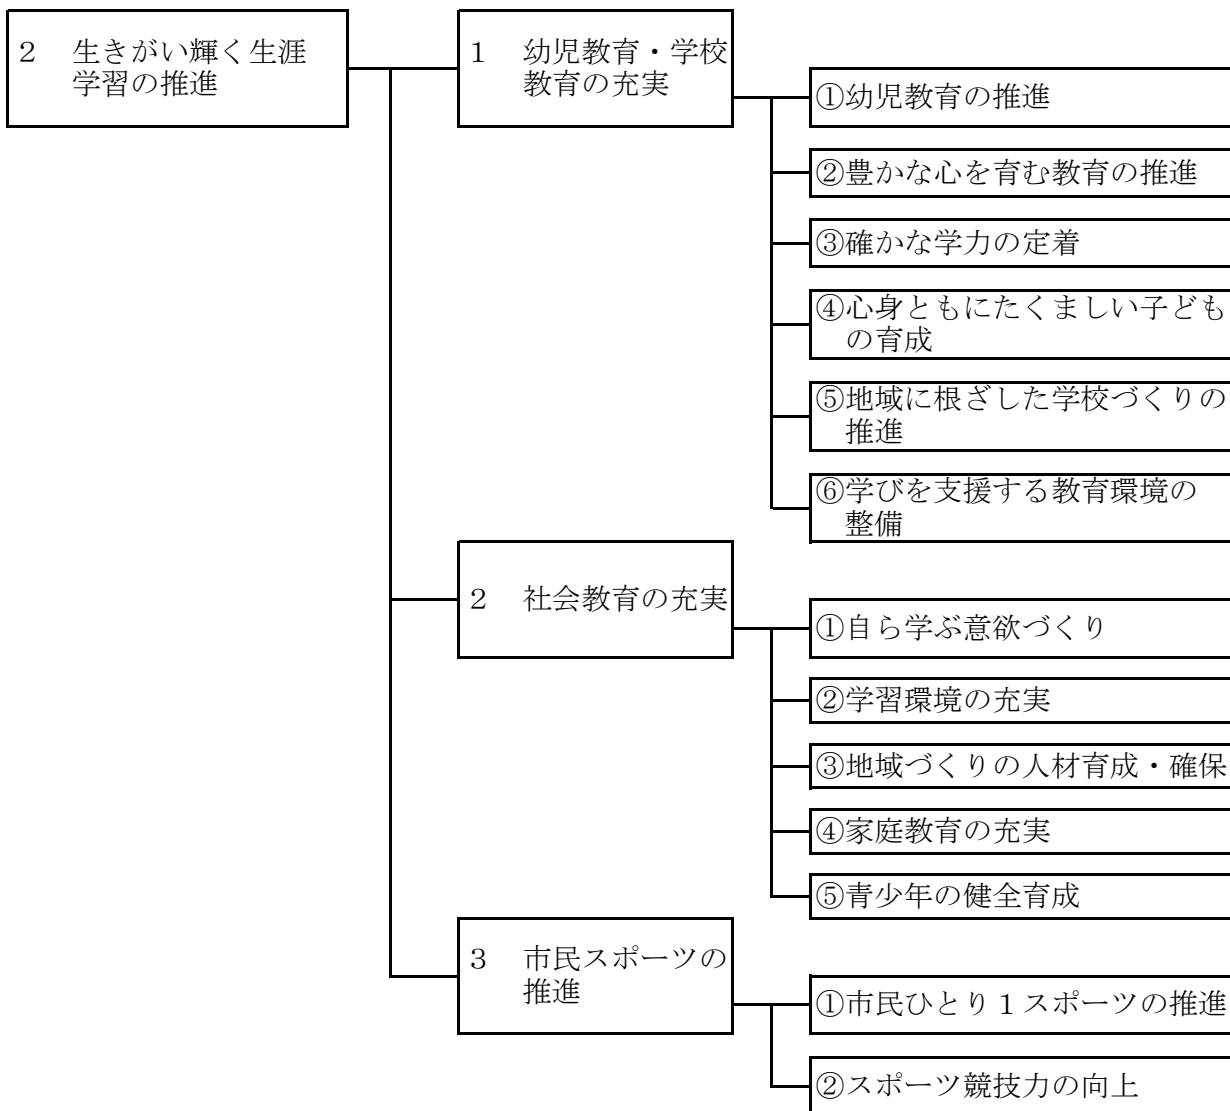 ２　生きがい輝く生涯
学習の推進
１　幼児教育・学校
教育の充実
①幼児教育の推進
②豊かな心を育む教育の推進
③確かな学力の定着
④心身ともにたくましい子ども
の育成
⑤地域に根ざした学校づくりの
推進
⑥学びを支援する教育環境の
整備
２　社会教育の充実
①自ら学ぶ意欲づくり
②学習環境の充実
③地域づくりの人材育成・確保
④家庭教育の充実
⑤青少年の健全育成
３　市民スポーツの
推進
①市民ひとり１スポーツの推進
②スポーツ競技力の向上